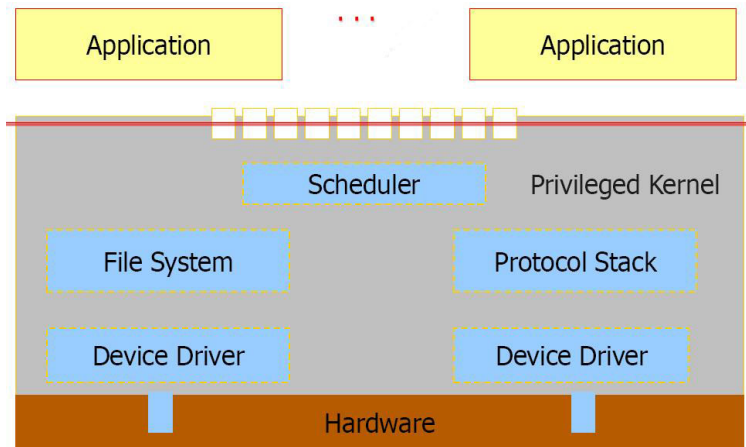 Application
...
Application
Scheduler
Privileged Kernel
File System
Protocol Stack
Device Driver
Device Driver
Hardware